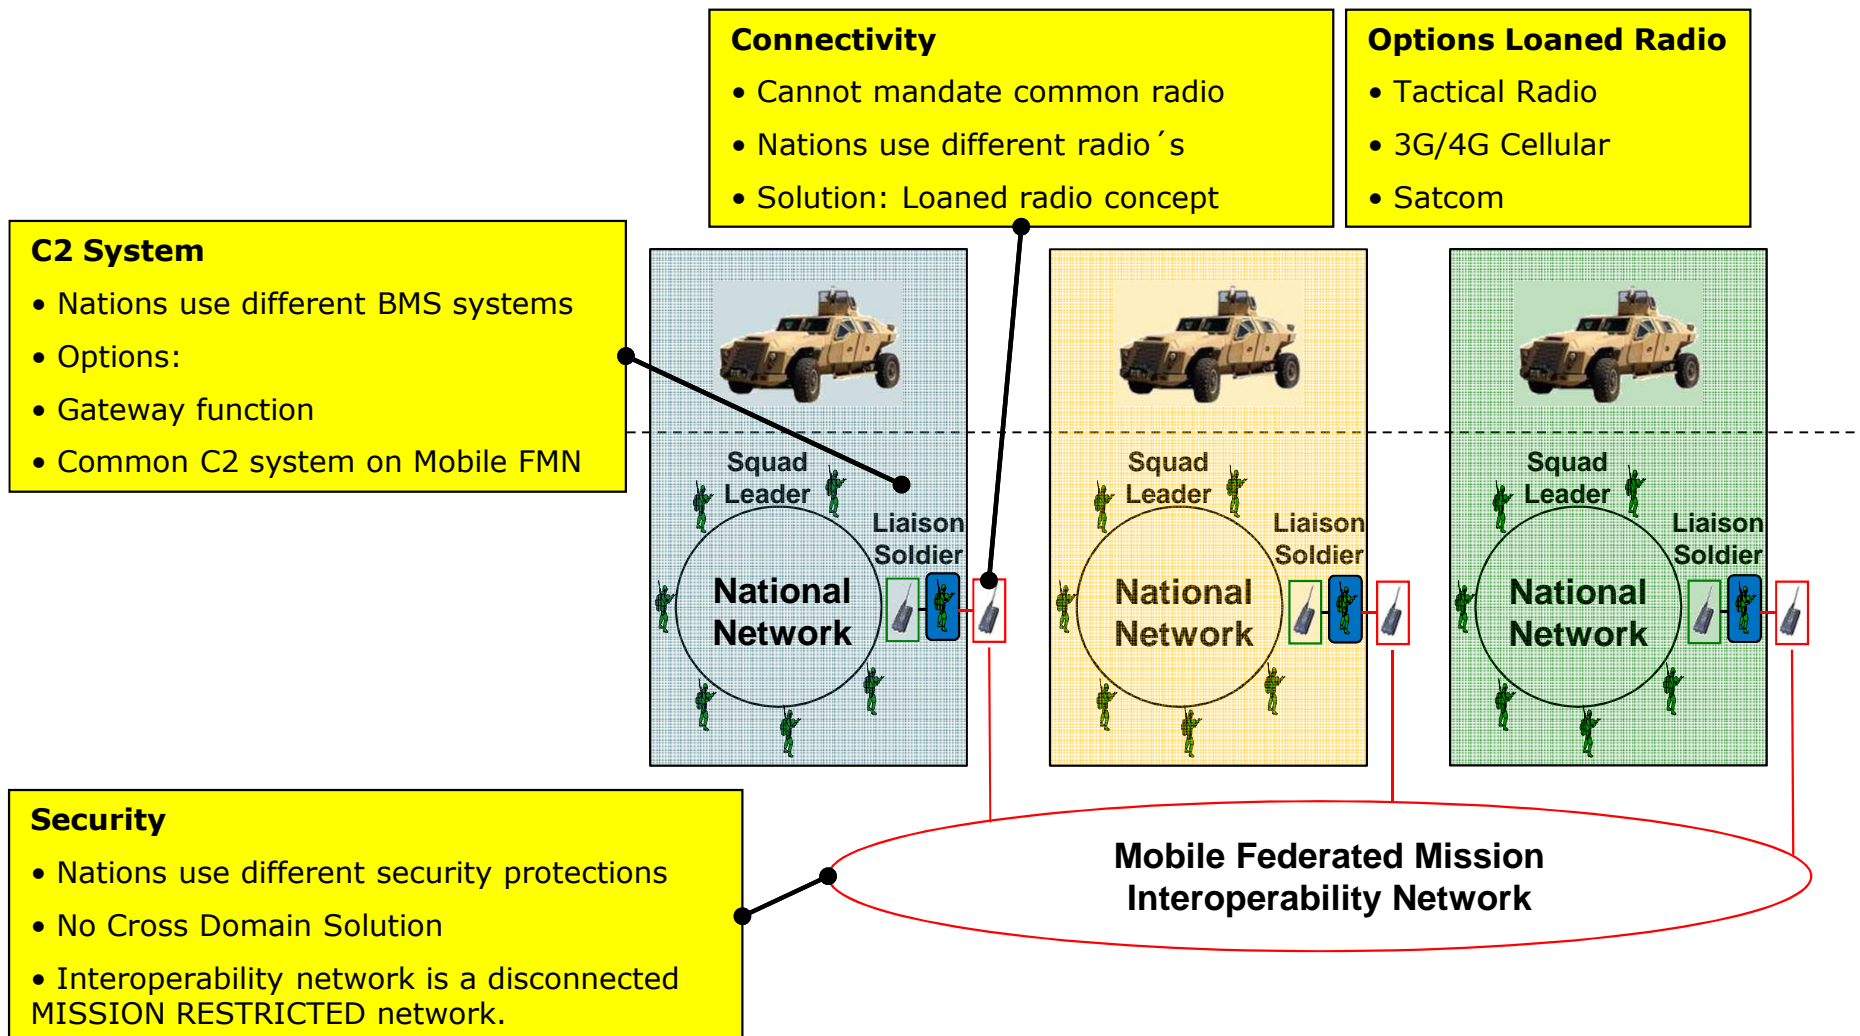 Connectivity
• Cannot mandate common radio
• Nations use different radio´s
• Solution: Loaned radio concept
Options Loaned Radio
• Tactical Radio
• 3G/4G Cellular
• Satcom
C2 System
• Nations use different BMS systems
• Options:
• Gateway function
• Common C2 system on Mobile FMN
Squad
Leader
Liaison
Soldier
National
Network
Squad
Leader
Liaison
Soldier
National
Network
Squad
Leader
Liaison
Soldier
National
Network
Security
• Nations use different security protections
• No Cross Domain Solution
• Interoperability network is a disconnected
MISSION RESTRICTED network.
Mobile Federated Mission
Interoperability Network